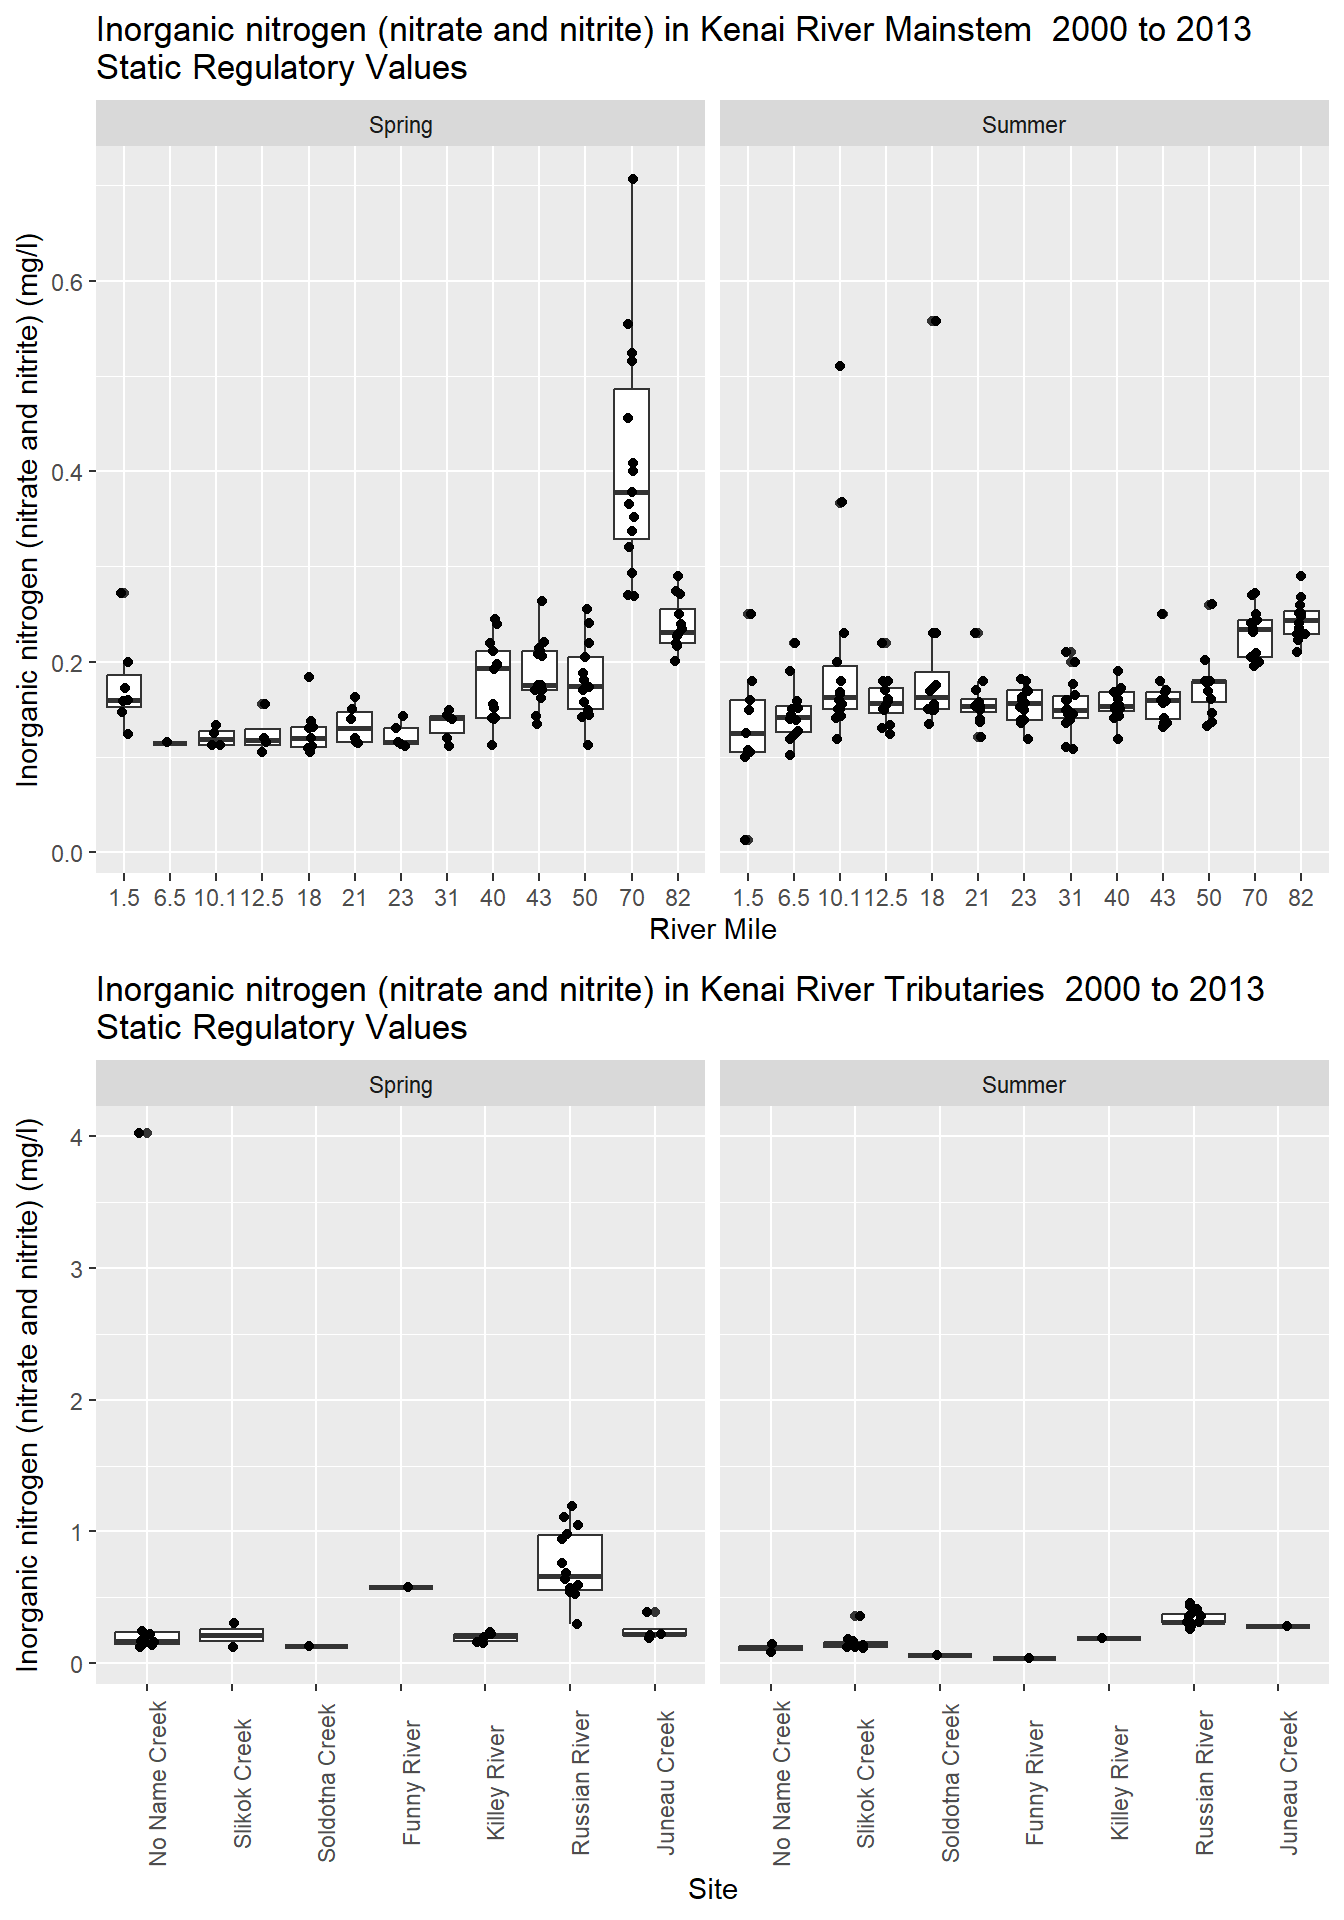 Inorganic nitrogen (nitrate and nitrite) in Kenai River Mainstem  2000 to 2013
Static Regulatory Values
Spring
Summer
Inorganic nitrogen (nitrate and nitrite) (mg/l)
0.6
0.4
0.2
0.0
1.5 6.5 10.1 12.5 18 21 23 31 40 43 50 70 82
1.5 6.5 10.1 12.5 18 21 23 31 40 43 50 70 82
River Mile
Inorganic nitrogen (nitrate and nitrite) in Kenai River Tributaries  2000 to 2013
Static Regulatory Values
Spring
Summer
Inorganic nitrogen (nitrate and nitrite) (mg/l)
4
3
2
1
0
No Name Creek
Slikok Creek
Soldotna Creek
Funny River
Killey River
Russian River
Juneau Creek
No Name Creek
Slikok Creek
Soldotna Creek
Funny River
Killey River
Russian River
Juneau Creek
Site